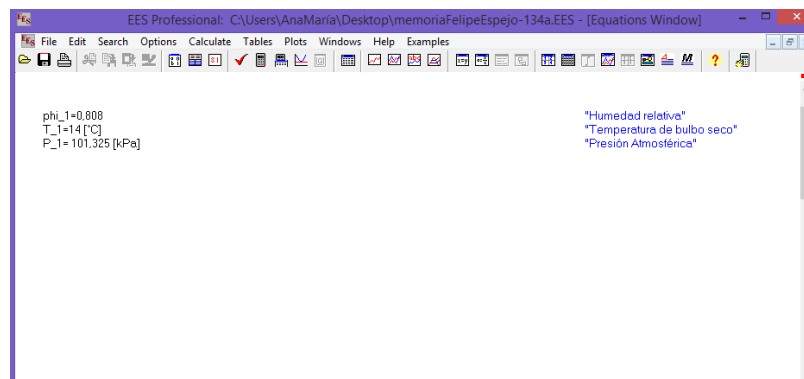 EES Professional: C:\Users\AnaMaría\Desktop\memoriaFelipeEspejo-134a.EES - [Equations Window]
File Edit Search Options Calculate Tables Plots Windows Help Examples
phi_1=0,808 "Humedad relativa"
T_1=14 [°C] "Temperatura de bulbo seco"
P_1= 101,325 [kPa] "Presión Atmosférica"